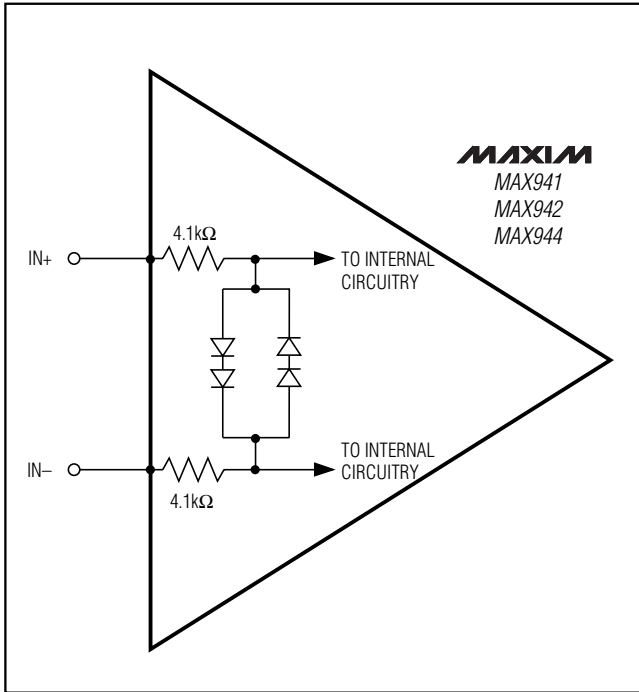 MAXIM
MAX941
MAX942
MAX944
4.1kΩ
IN+
TO INTERNAL
CIRCUITRY
IN–
TO INTERNAL
CIRCUITRY
4.1kΩ